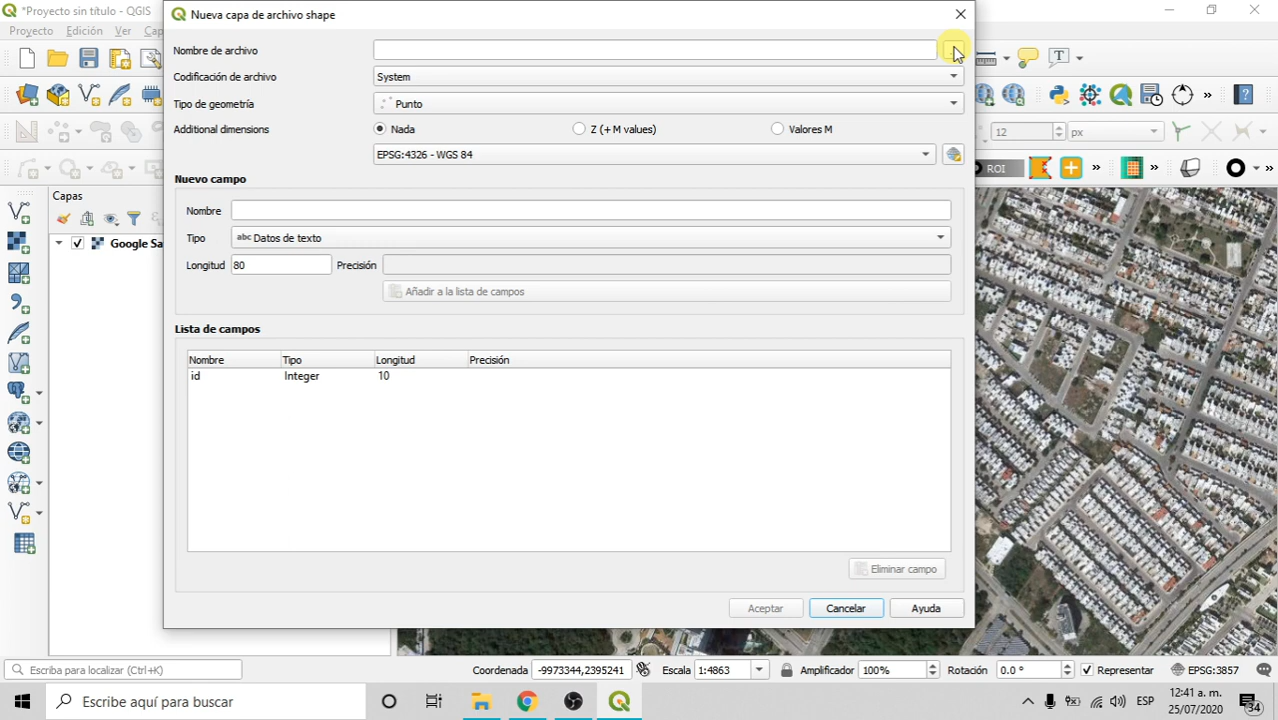 *Proyecto sin título - QGIS
Nueva capa de archivo shape
Proyecto Edición Ver
Nombre de archivo
Codificación de archivo System
Tipo de geometría Punto
Additional dimensions Nada Z (+ M values) Valores M
EPSG:4326 - WGS 84
Nuevo campo
Nombre
Tipo abc Datos de texto
Longitud 80 Precisión
Añadir a la lista de campos
Lista de campos
Nombre Tipo Longitud Precisión
id Integer 10
Eliminar campo
Aceptar Cancelar Ayuda
12 px
ROI
Capas
Google Sa
Escriba para localizar (Ctrl+K) Coordenada -9973344,2395241 Escala 1:4863 Amplificador 100% Rotación 0.0 ° Representar EPSG:3857
Escribe aquí para buscar
ESP 12:41 a. m.
25/07/2020
34